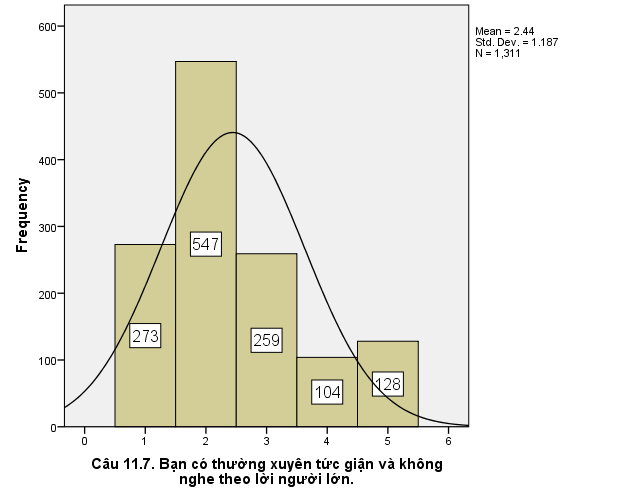 Mean = 2.44
Std. Dev. = 1.187
N = 1,311
Frequency
600
500
400
300
200
100
0
273
547
259
104
128
0 1 2 3 4 5 6
Câu 11.7. Bạn có thường xuyên tức giận và không
nghe theo lời người lớn.